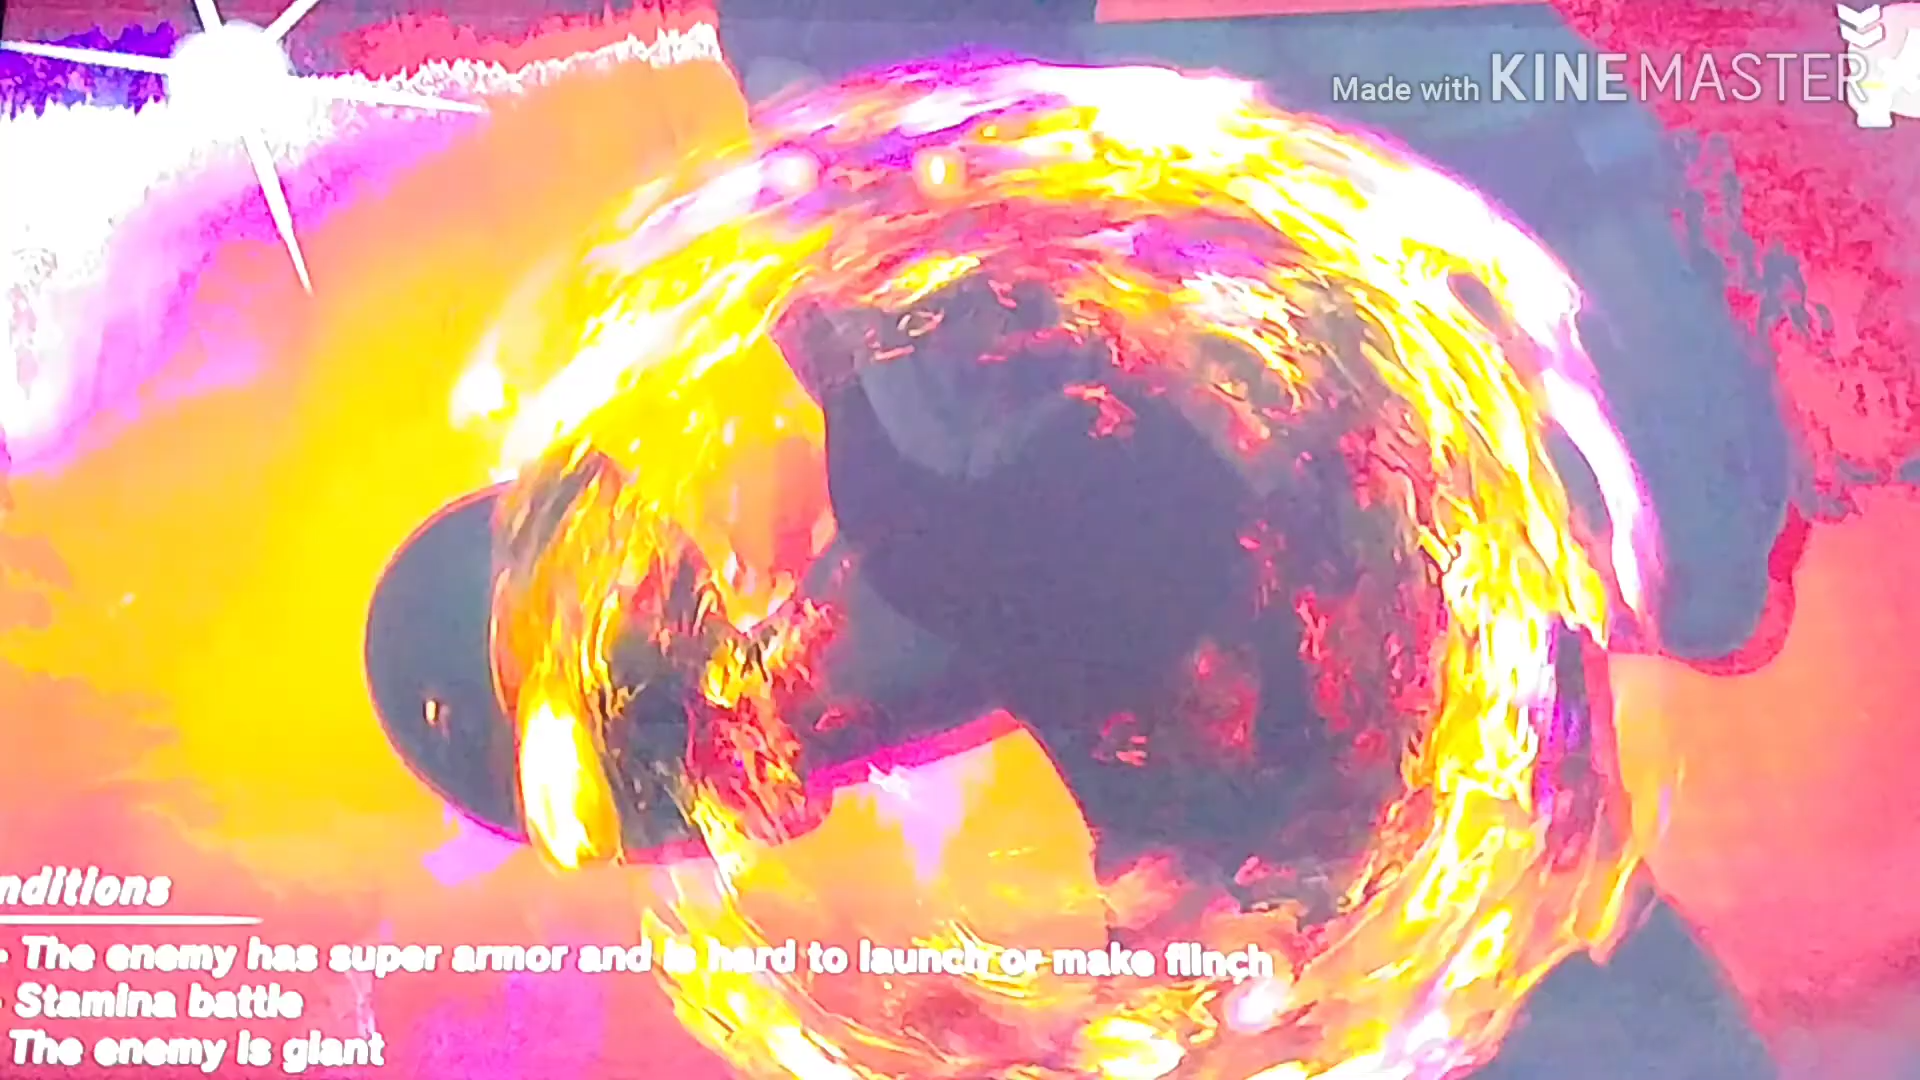 Made with KINEMASTER
nditions
• The enemy has super armor and is hard to launch or make flinch
• Stamina battle
The enemy is giant